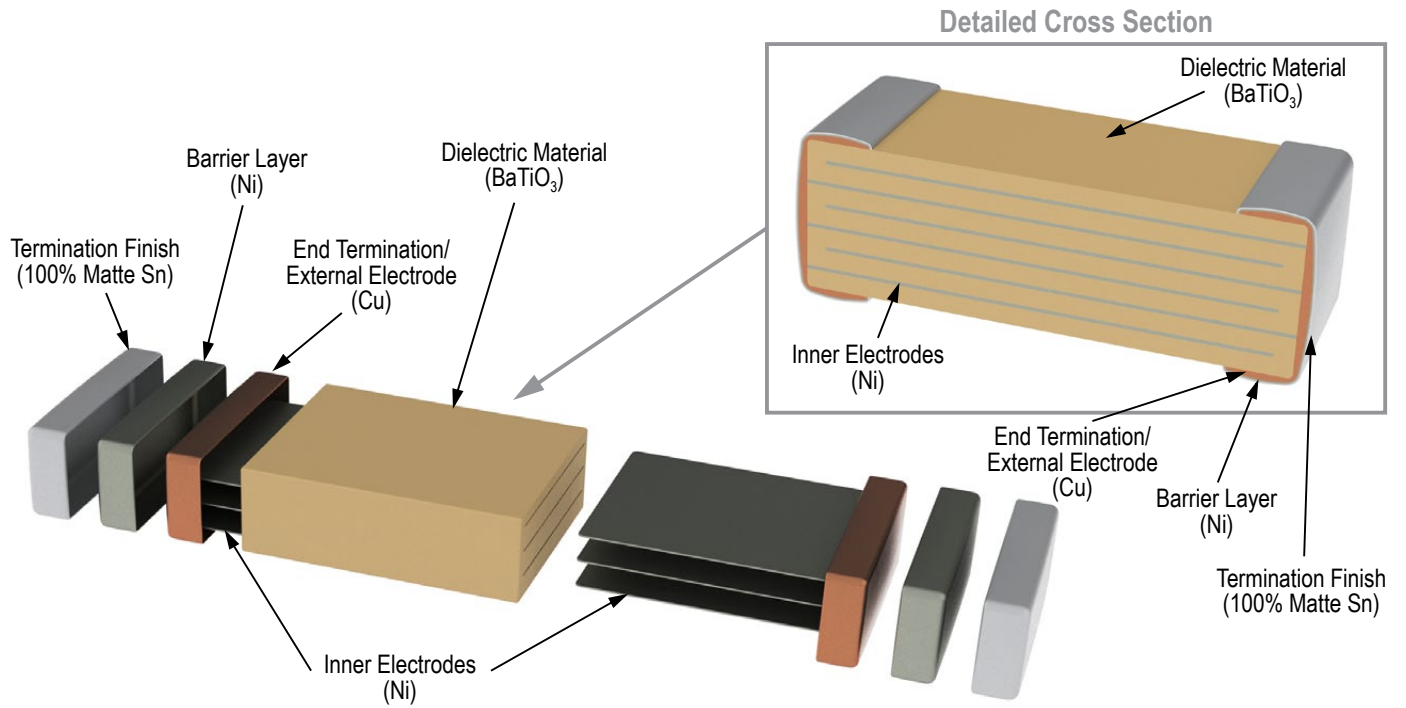 Detailed Cross Section
Dielectric Material
(BaTiO₃)
Inner Electrodes
(Ni)
End Termination/
External Electrode
(Cu)
Barrier Layer
(Ni)
Termination Finish
(100% Matte Sn)
Termination Finish
(100% Matte Sn)
Barrier Layer
(Ni)
End Termination/
External Electrode
(Cu)
Dielectric Material
(BaTiO₃)
Inner Electrodes
(Ni)